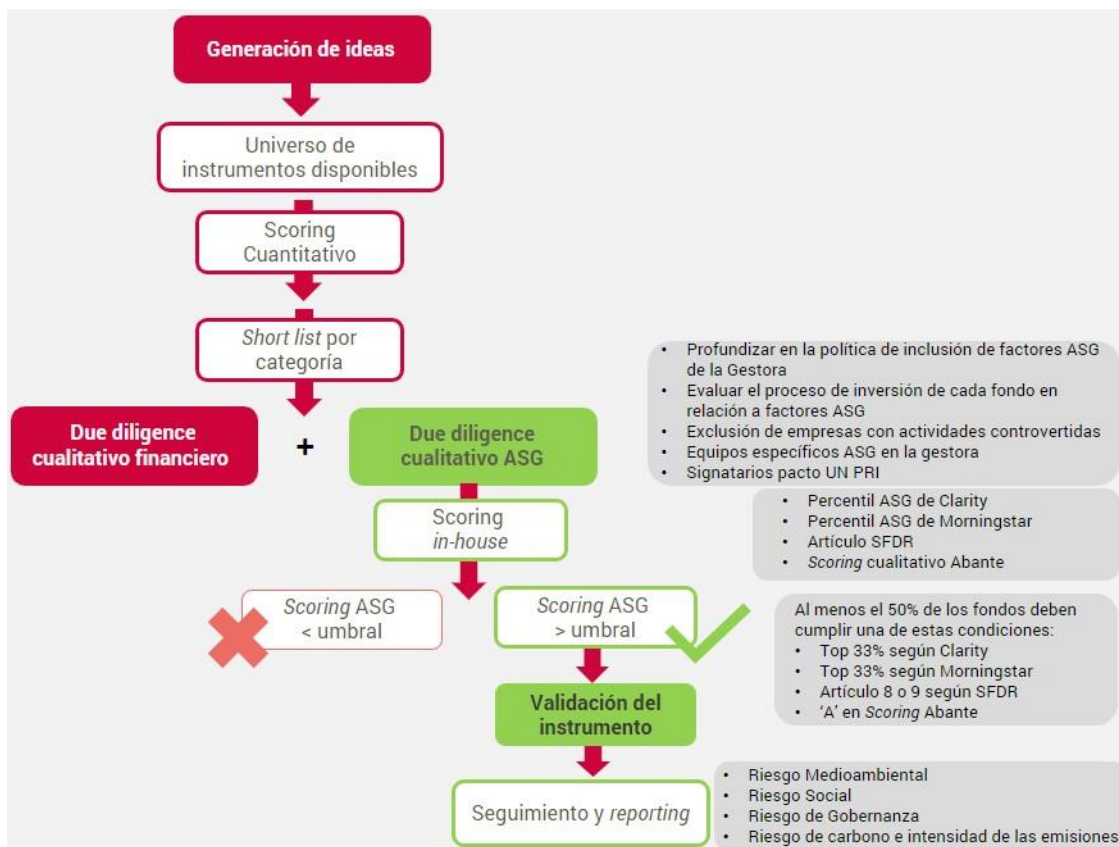 Generación de ideas
Universo de
instrumentos disponibles
Scoring
Cuantitativo
Short list por
categoría
Due diligence
cualitativo financiero
+
Due diligence
cualitativo ASG
• Profundizar en la política de inclusión de factores ASG
de la Gestora
• Evaluar el proceso de inversión de cada fondo en
relación a factores ASG
• Exclusión de empresas con actividades controvertidas
• Equipos específicos ASG en la gestora
• Signatarios pacto UN PRI
Scoring
in-house
• Percentil ASG de Clarity
• Percentil ASG de Morningstar
• Artículo SFDR
• Scoring cualitativo Abante
Scoring ASG
< umbral
Scoring ASG
> umbral
Al menos el 50% de los fondos deben
cumplir una de estas condiciones:
• Top 33% según Clarity
• Top 33% según Morningstar
• Artículo 8 o 9 según SFDR
• ‘A’ en Scoring Abante
Validación del
instrumento
Seguimiento y reporting
• Riesgo Medioambiental
• Riesgo Social
• Riesgo de Gobernanza
• Riesgo de carbono e intensidad de las emisiones